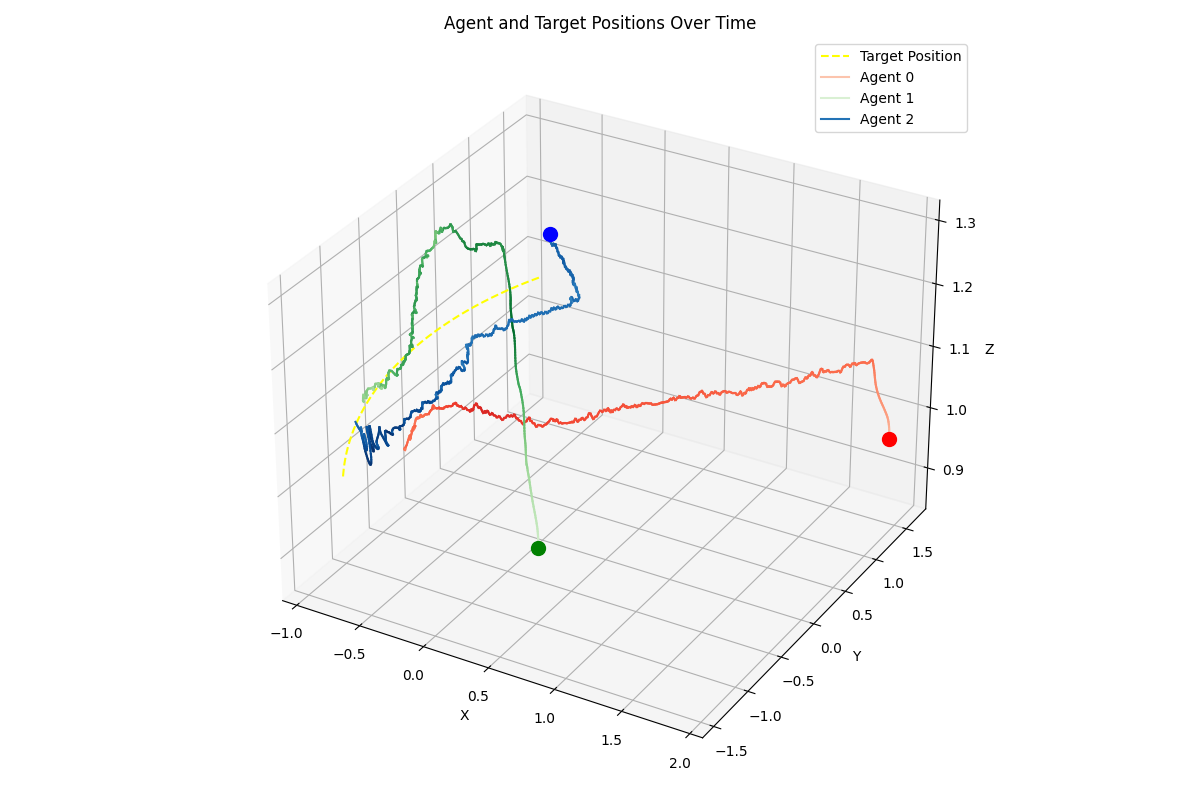 Agent and Target Positions Over Time
Target Position
Agent 0
Agent 1
Agent 2
1.3
1.2
1.1
Z
1.0
0.9
1.5
1.0
0.5
0.0
Y
−0.5
−1.0
−1.5
−1.0
−0.5
0.0
0.5
X
1.0
1.5
2.0